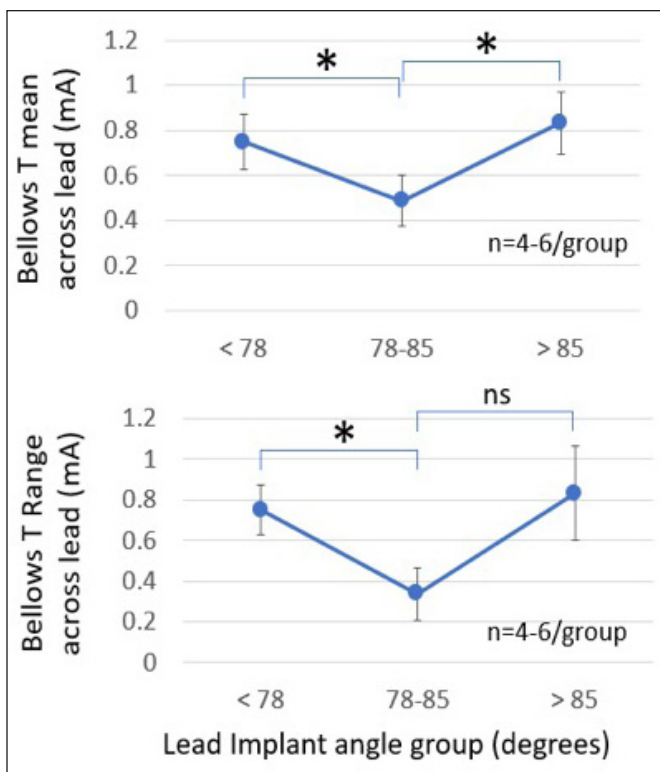 Bellows T mean
across lead (mA)
1.2
1
0.8
0.6
0.4
0.2
0
*
*
n=4-6/group
< 78
78-85
> 85
Bellows T Range
across lead (mA)
1.2
1
0.8
0.6
0.4
0.2
0
*
ns
n=4-6/group
< 78
78-85
> 85
Lead Implant angle group (degrees)